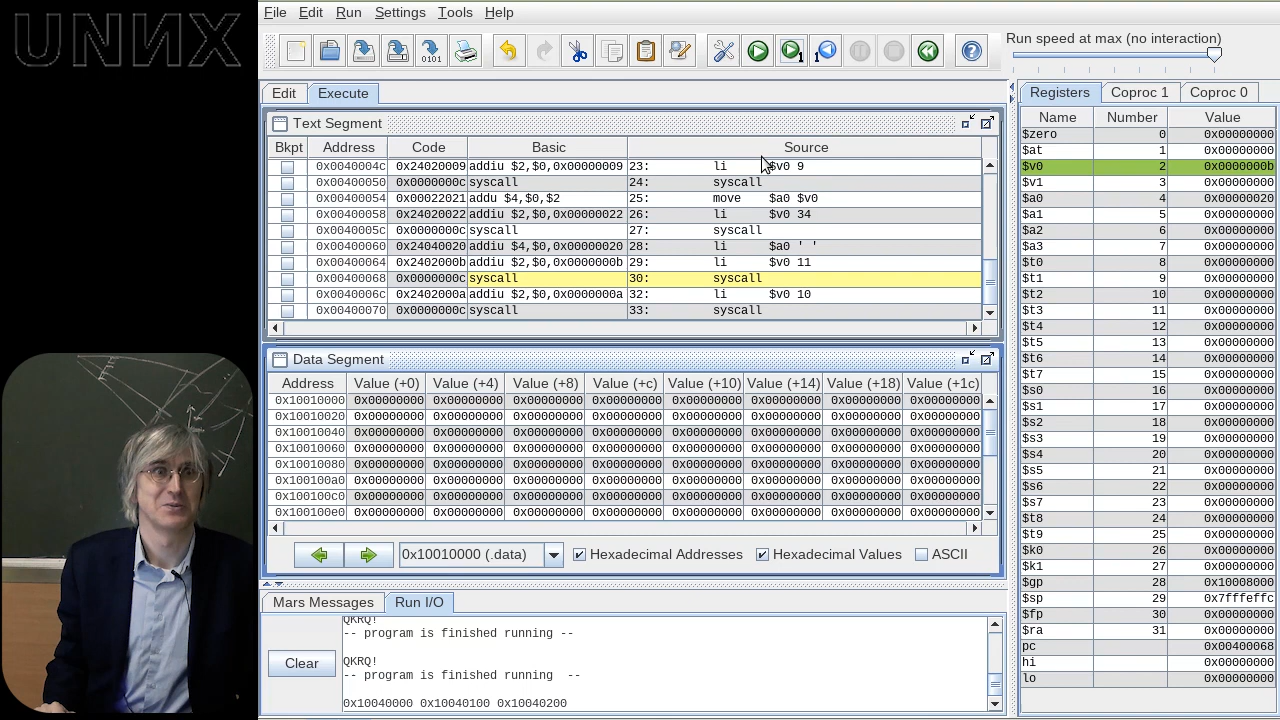 UNИX
File Edit Run Settings Tools Help
Run speed at max (no interaction)
Edit Execute
Text Segment
Bkpt Address Code Basic Source
0x0040004c 0x24020009 addiu $2,$0,0x00000009 23: li $v0 9
0x00400050 0x0000000c syscall 24: syscall
0x00400054 0x00022021 addu $4,$0,$2 25: move $a0 $v0
0x00400058 0x24020022 addiu $2,$0,0x00000022 26: li $v0 34
0x0040005c 0x0000000c syscall 27: syscall
0x00400060 0x24040020 addiu $4,$0,0x00000020 28: li $a0 ' '
0x00400064 0x2402000b addiu $2,$0,0x0000000b 29: li $v0 11
0x00400068 0x0000000c syscall 30: syscall
0x0040006c 0x2402000a addiu $2,$0,0x0000000a 32: li $v0 10
0x00400070 0x0000000c syscall 33: syscall
Data Segment
Address Value (+0) Value (+4) Value (+8) Value (+c) Value (+10) Value (+14) Value (+18) Value (+1c)
0x10010000 0x00000000 0x00000000 0x00000000 0x00000000 0x00000000 0x00000000 0x00000000 0x00000000
0x10010020 0x00000000 0x00000000 0x00000000 0x00000000 0x00000000 0x00000000 0x00000000 0x00000000
0x10010040 0x00000000 0x00000000 0x00000000 0x00000000 0x00000000 0x00000000 0x00000000 0x00000000
0x10010060 0x00000000 0x00000000 0x00000000 0x00000000 0x00000000 0x00000000 0x00000000 0x00000000
0x10010080 0x00000000 0x00000000 0x00000000 0x00000000 0x00000000 0x00000000 0x00000000 0x00000000
0x100100a0 0x00000000 0x00000000 0x00000000 0x00000000 0x00000000 0x00000000 0x00000000 0x00000000
0x100100c0 0x00000000 0x00000000 0x00000000 0x00000000 0x00000000 0x00000000 0x00000000 0x00000000
0x100100e0 0x00000000 0x00000000 0x00000000 0x00000000 0x00000000 0x00000000 0x00000000 0x00000000
0x10010000 (.data) Hexadecimal Addresses Hexadecimal Values ASCII
Mars Messages Run I/O
Clear
QKRQ!
-- program is finished running --
QKRQ!
-- program is finished running --
0x10040000 0x10040100 0x10040200
Registers Coproc 1 Coproc 0
Name Number Value
$zero 0 0x00000000
$at 1 0x00000000
$v0 2 0x0000000b
$v1 3 0x00000000
$a0 4 0x00000020
$a1 5 0x00000000
$a2 6 0x00000000
$a3 7 0x00000000
$t0 8 0x00000000
$t1 9 0x00000000
$t2 10 0x00000000
$t3 11 0x00000000
$t4 12 0x00000000
$t5 13 0x00000000
$t6 14 0x00000000
$t7 15 0x00000000
$s0 16 0x00000000
$s1 17 0x00000000
$s2 18 0x00000000
$s3 19 0x00000000
$s4 20 0x00000000
$s5 21 0x00000000
$s6 22 0x00000000
$s7 23 0x00000000
$t8 24 0x00000000
$t9 25 0x00000000
$k0 26 0x00000000
$k1 27 0x00000000
$gp 28 0x10008000
$sp 29 0x7fffeffc
$fp 30 0x00000000
$ra 31 0x00000000
pc 0x00400068
hi 0x00000000
lo 0x00000000